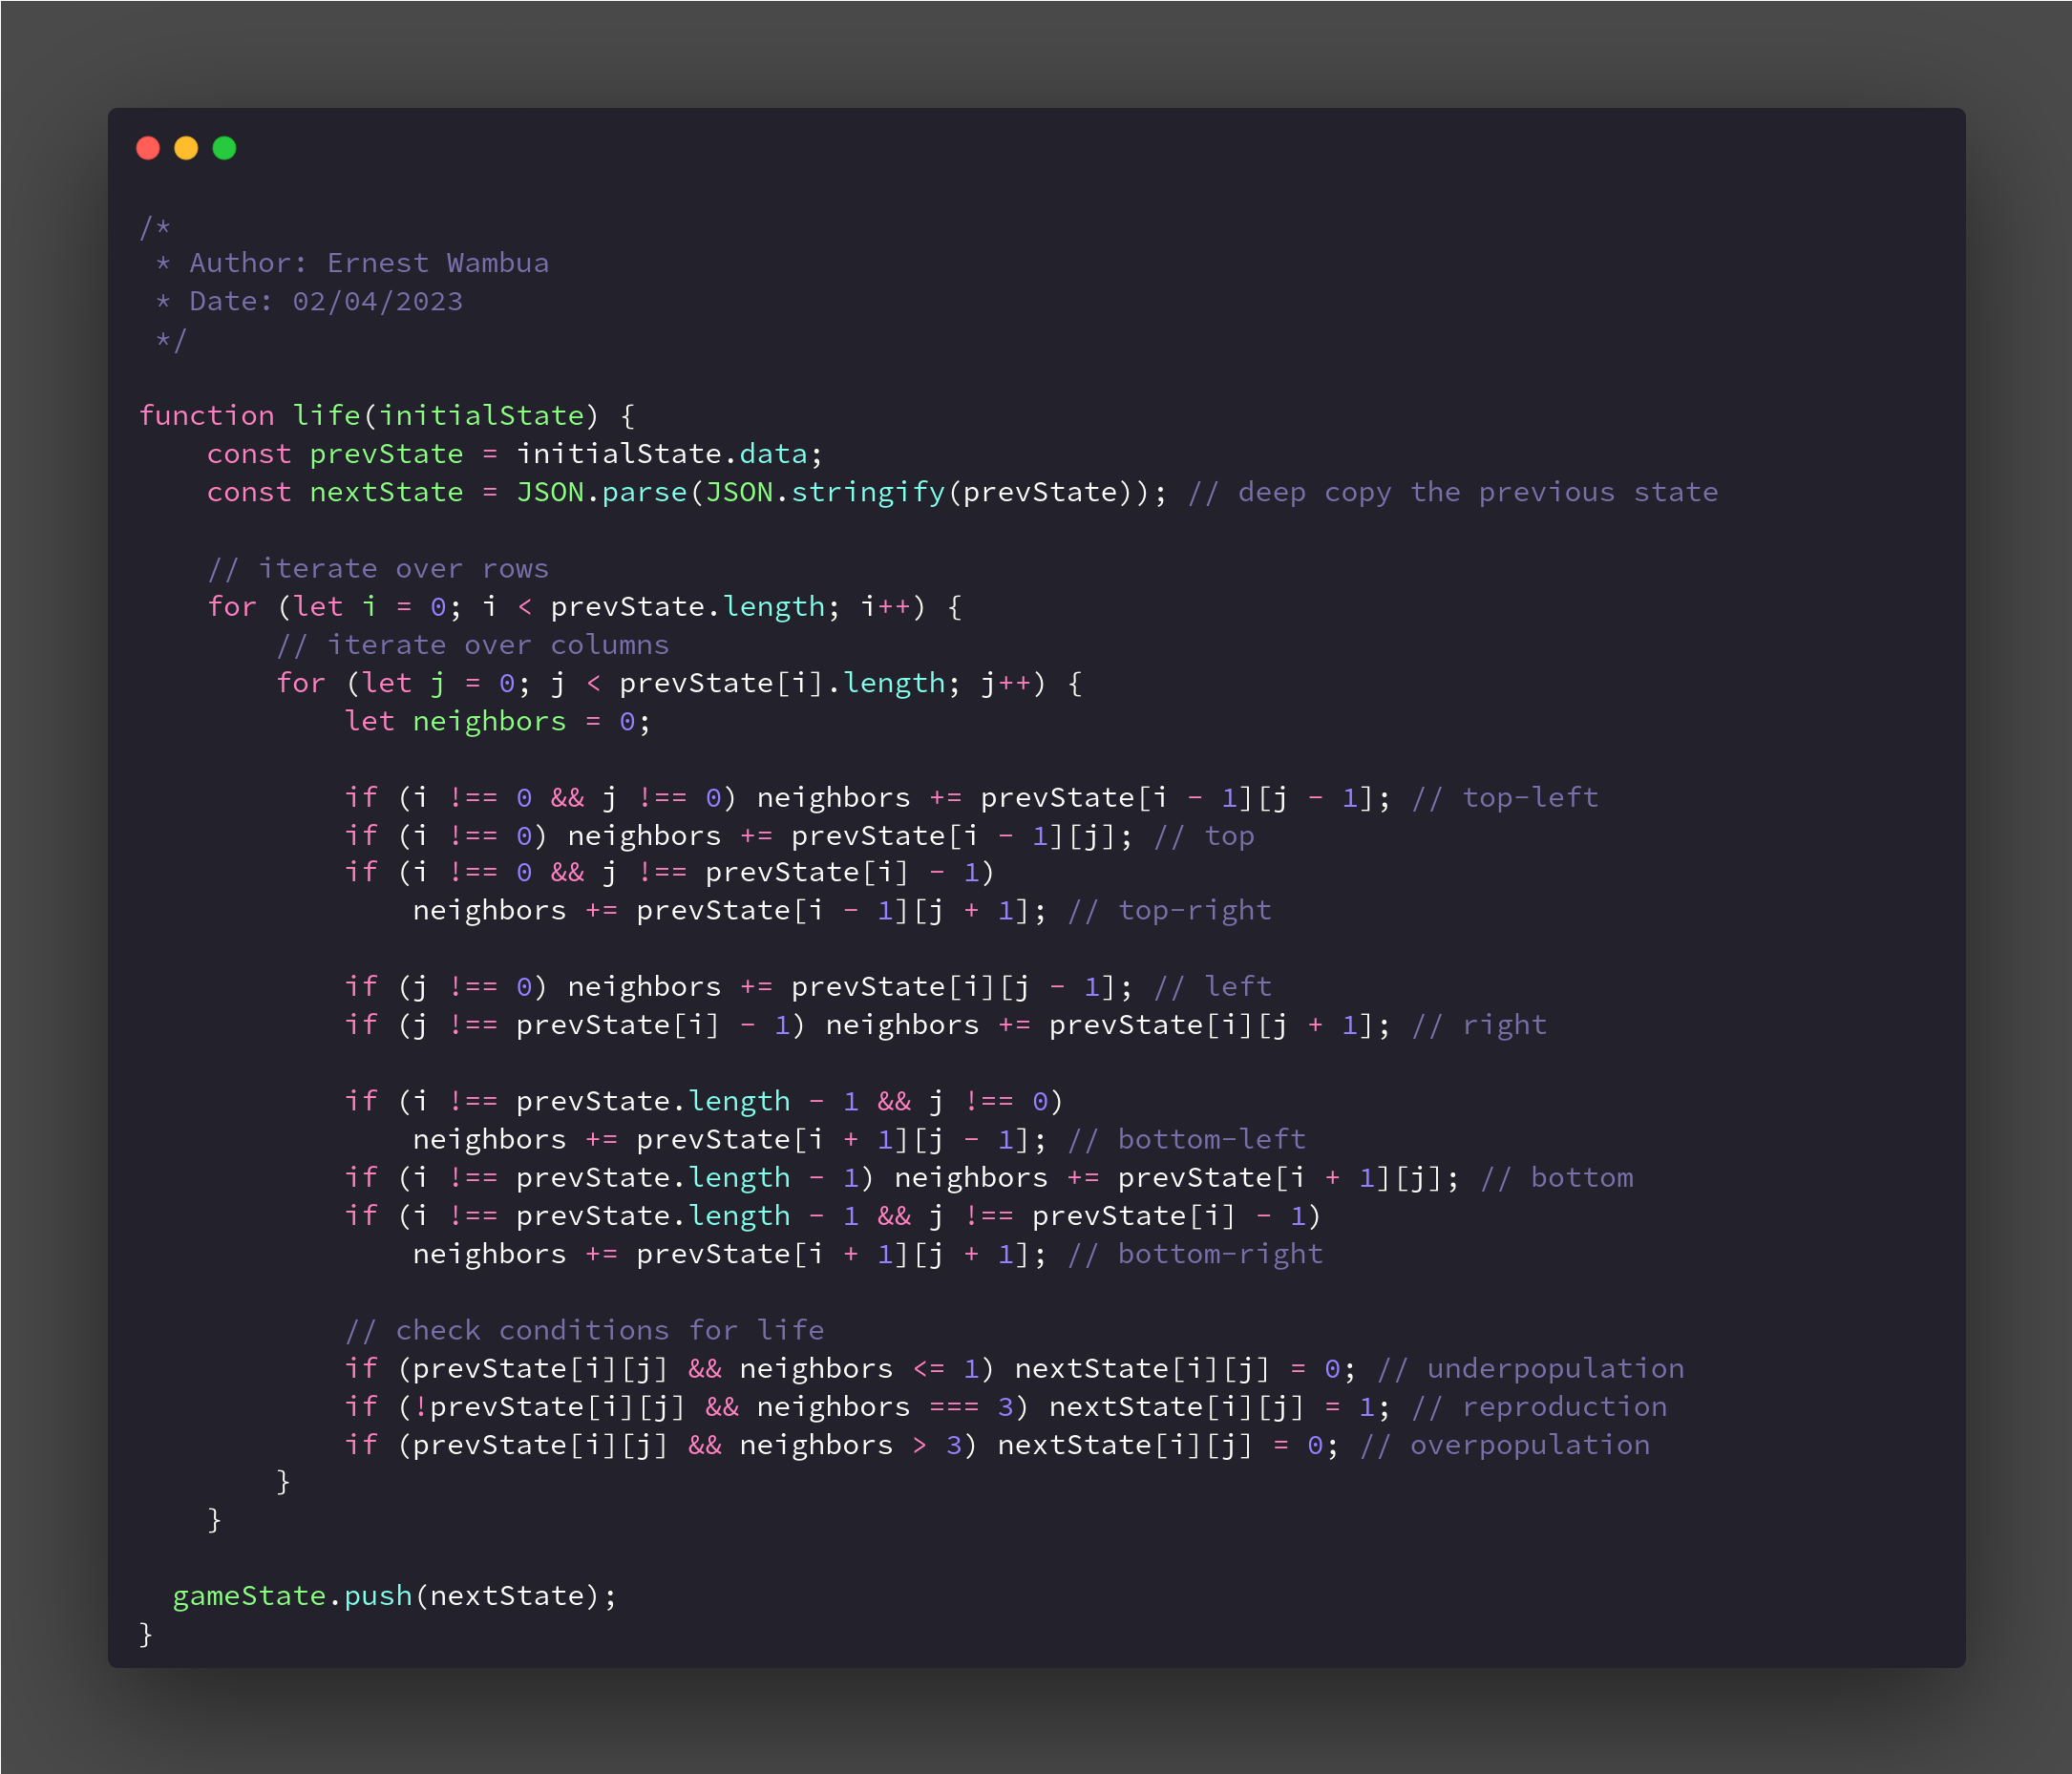 /*
 * Author: Ernest Wambua
 * Date: 02/04/2023
 */
function life(initialState) {
    const prevState = initialState.data;
    const nextState = JSON.parse(JSON.stringify(prevState)); // deep copy the previous state
    // iterate over rows
    for (let i = 0; i < prevState.length; i++) {
        // iterate over columns
        for (let j = 0; j < prevState[i].length; j++) {
            let neighbors = 0;
            if (i !== 0 && j !== 0) neighbors += prevState[i - 1][j - 1]; // top-left
            if (i !== 0) neighbors += prevState[i - 1][j]; // top
            if (i !== 0 && j !== prevState[i] - 1)
                neighbors += prevState[i - 1][j + 1]; // top-right
            if (j !== 0) neighbors += prevState[i][j - 1]; // left
            if (j !== prevState[i] - 1) neighbors += prevState[i][j + 1]; // right
            if (i !== prevState.length - 1 && j !== 0)
                neighbors += prevState[i + 1][j - 1]; // bottom-left
            if (i !== prevState.length - 1) neighbors += prevState[i + 1][j]; // bottom
            if (i !== prevState.length - 1 && j !== prevState[i] - 1)
                neighbors += prevState[i + 1][j + 1]; // bottom-right
            // check conditions for life
            if (prevState[i][j] && neighbors <= 1) nextState[i][j] = 0; // underpopulation
            if (!prevState[i][j] && neighbors === 3) nextState[i][j] = 1; // reproduction
            if (prevState[i][j] && neighbors > 3) nextState[i][j] = 0; // overpopulation
        }
    }
  gameState.push(nextState);
}